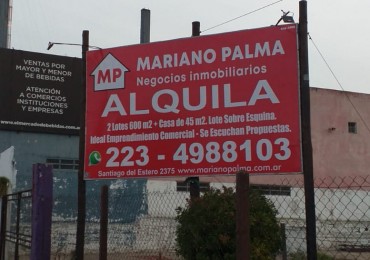 VENTAS POR
MAYOR Y MENOR
DE BEBIDAS
ATENCIÓN A
COMERCIOS
INSTITUCIONES
Y EMPRESAS
MP
MARIANO PALMA
Negocios inmobiliarios
ALQUILA
2 Lotes 600 m2 + Casa de 45 m2. Lote Sobre Esquina.
Ideal Emprendimiento Comercial - Se Escuchan Propuestas.
223 - 4988103
Santiago del Estero 2375 www.marianopalma.com.ar